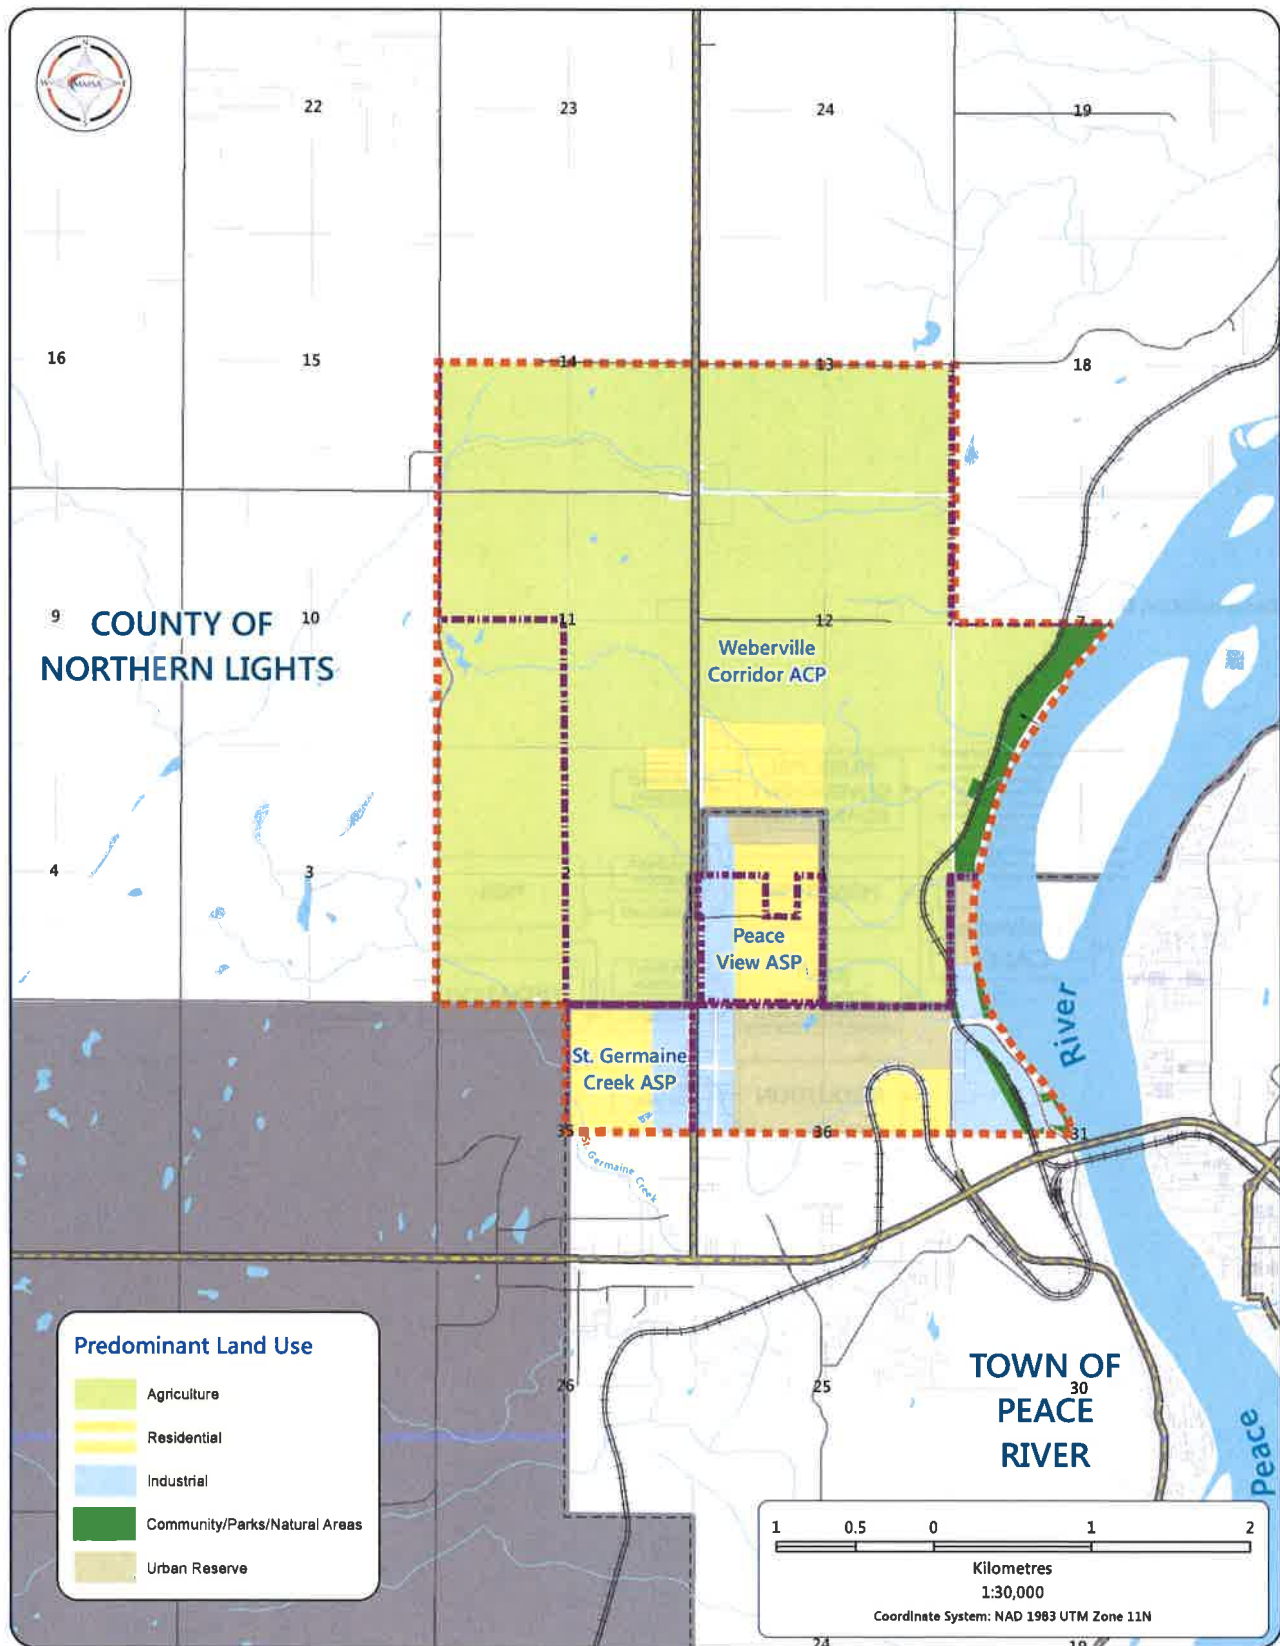 N
W
MMSA
E
S
22
23
24
19
16
15
14
13
18
9
COUNTY OF
NORTHERN LIGHTS
10
11
12
7
Weberville
Corridor ACP
4
3
2
Peace
View ASP
River
St. Germaine
Creek ASP
35
36
31
St. Germaine Creek
26
25
TOWN OF
PEACE
RIVER
30
Peace
Predominant Land Use
Agriculture
Residential
Industrial
Community/Parks/Natural Areas
Urban Reserve
1 0.5 0 1 2
Kilometres
1:30,000
Coordinate System: NAD 1983 UTM Zone 11N
24
19